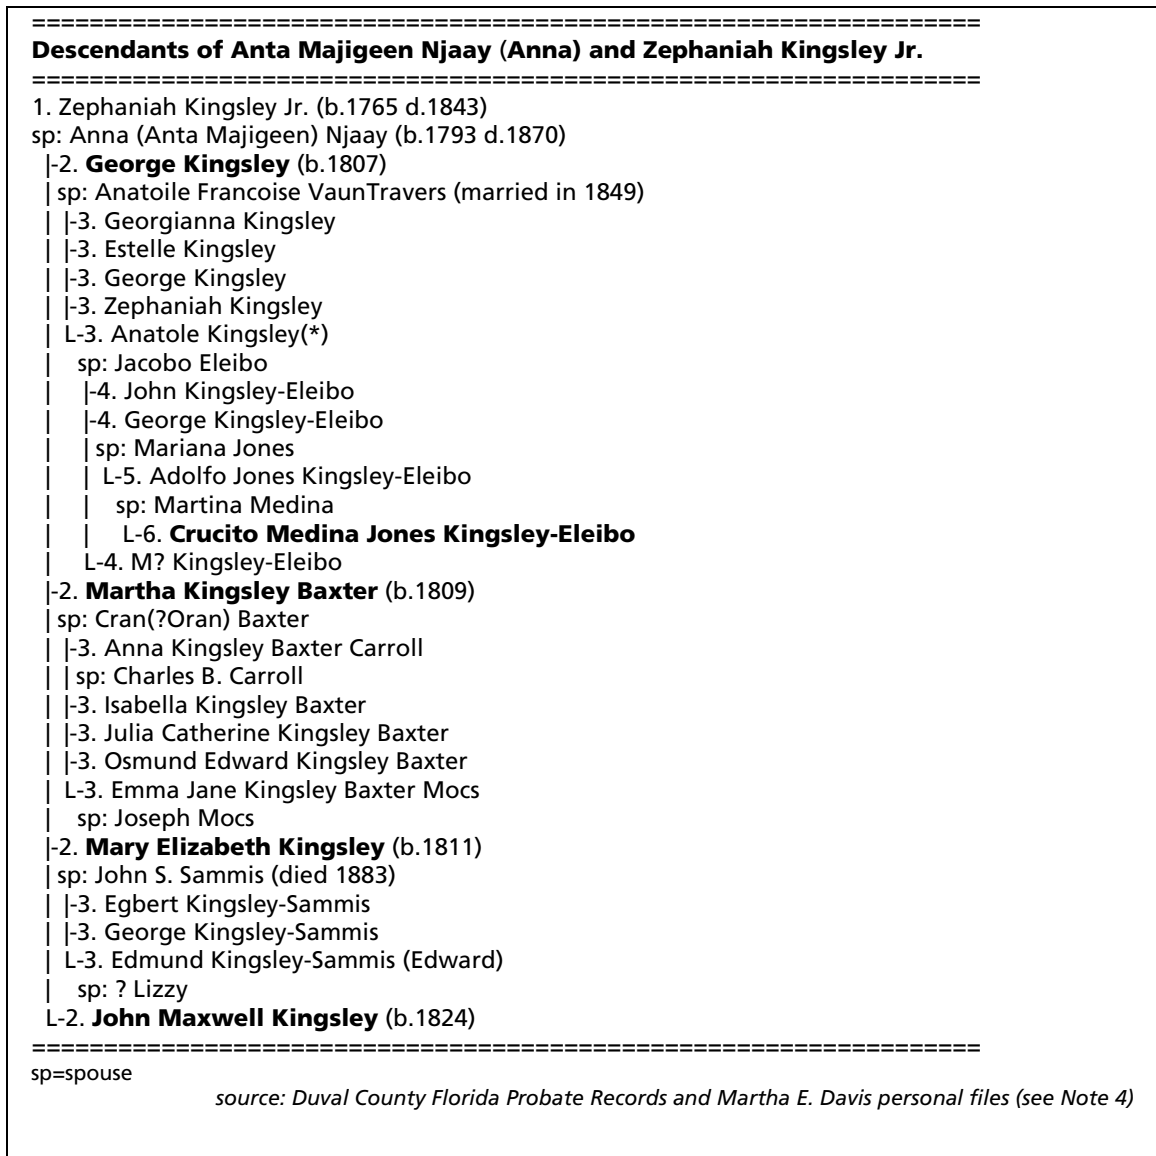 ==================================================================
Descendants of Anta Majigeen Njaay (Anna) and Zephaniah Kingsley Jr.
==================================================================
1. Zephaniah Kingsley Jr. (b.1765 d.1843)
sp: Anna (Anta Majigeen) Njaay (b.1793 d.1870)
|-2. George Kingsley (b.1807)
| sp: Anatoile Francoise VaunTravers (married in 1849)
| |-3. Georgianna Kingsley
| |-3. Estelle Kingsley
| |-3. George Kingsley
| |-3. Zephaniah Kingsley
| L-3. Anatole Kingsley(*)
| sp: Jacobo Eleibo
| |-4. John Kingsley-Eleibo
| |-4. George Kingsley-Eleibo
| | sp: Mariana Jones
| | L-5. Adolfo Jones Kingsley-Eleibo
| | sp: Martina Medina
| | L-6. Crucito Medina Jones Kingsley-Eleibo
| L-4. M? Kingsley-Eleibo
|-2. Martha Kingsley Baxter (b.1809)
| sp: Cran(?Oran) Baxter
| |-3. Anna Kingsley Baxter Carroll
| | sp: Charles B. Carroll
| |-3. Isabella Kingsley Baxter
| |-3. Julia Catherine Kingsley Baxter
| |-3. Osmund Edward Kingsley Baxter
| L-3. Emma Jane Kingsley Baxter Mocs
| sp: Joseph Mocs
|-2. Mary Elizabeth Kingsley (b.1811)
| sp: John S. Sammis (died 1883)
| |-3. Egbert Kingsley-Sammis
| |-3. George Kingsley-Sammis
| L-3. Edmund Kingsley-Sammis (Edward)
| sp: ? Lizzy
L-2. John Maxwell Kingsley (b.1824)
==================================================================
sp=spouse
source: Duval County Florida Probate Records and Martha E. Davis personal files (see Note 4)